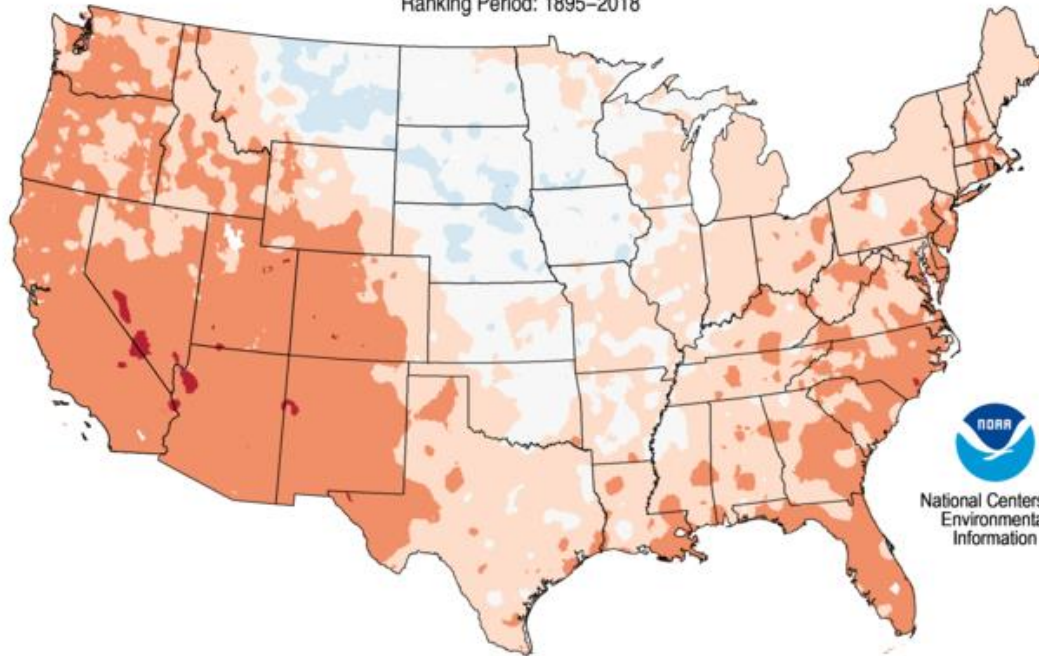 Ranking Period: 1895–2018
NOAA
National Centers
Environmenta
Information